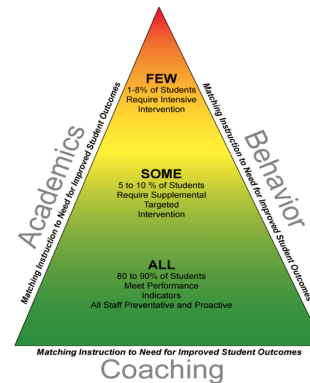 FEW
1-8% of Students
Require Intensive
Intervention
SOME
5 to 10 % of Students
Require Supplemental
Targeted
Intervention
ALL
80 to 90% of Students
Meet Performance
Indicators
All Staff Preventative and Proactive
Academics
Matching Instruction to Need for Improved Student Outcomes
Behavior
Matching Instruction to Need for Improved Student Outcomes
Matching Instruction to Need for Improved Student Outcomes
Coaching